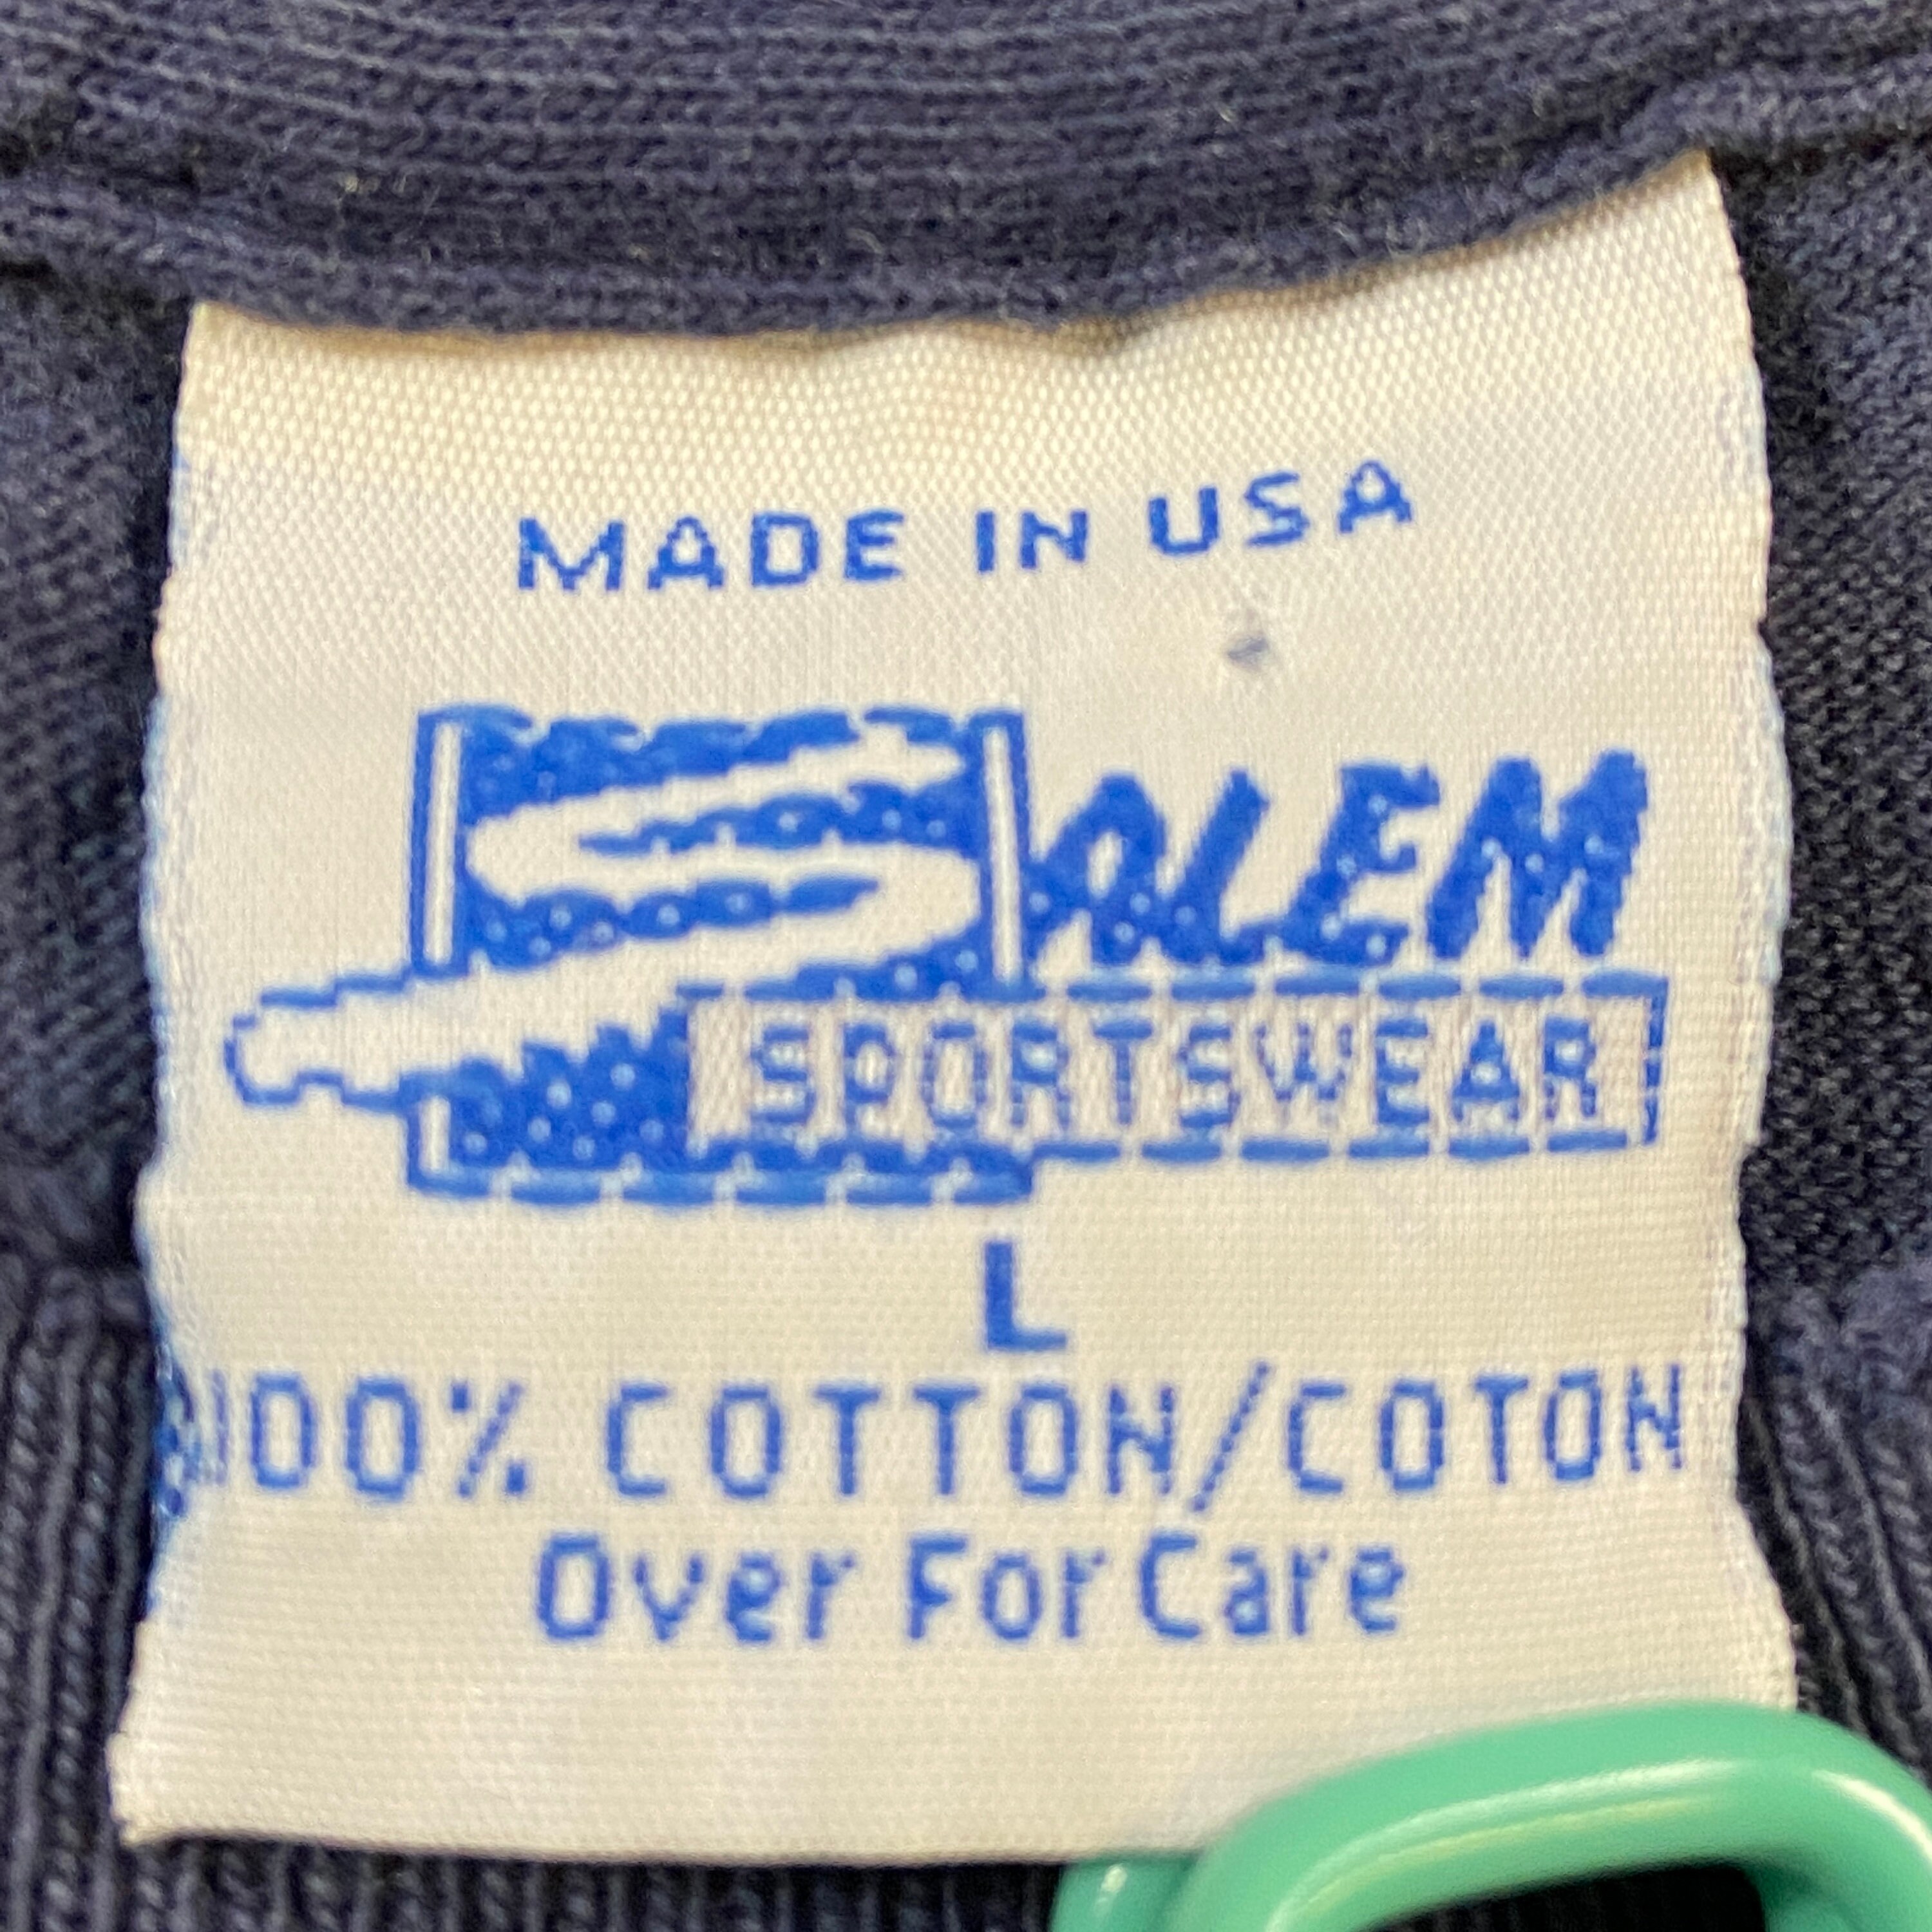 MADE IN USA
SALEM
SPORTSWEAR
L
100% COTTON/COTON
Over For Care